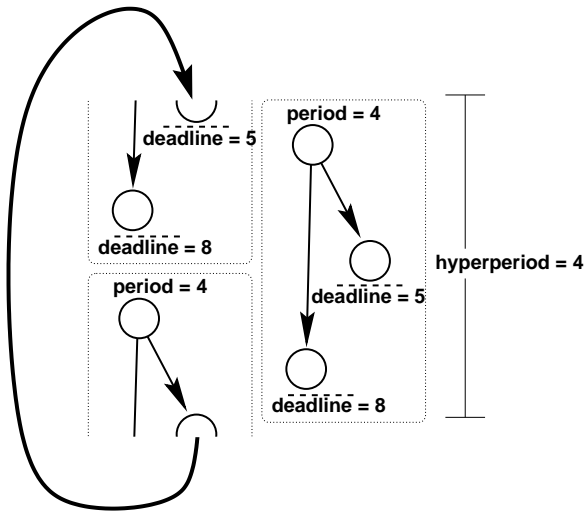 deadline = 5
deadline = 8
period = 4
period = 4
deadline = 5
deadline = 8
hyperperiod = 4